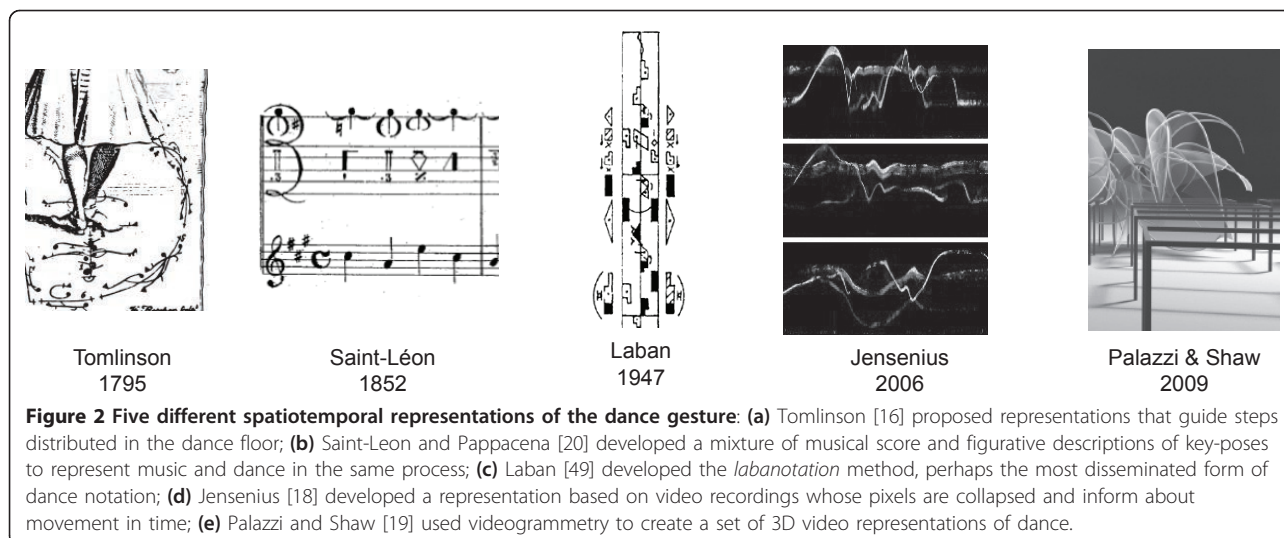 Tomlinson
1795
Saint-Léon
1852
Laban
1947
Jensenius
2006
Palazzi & Shaw
2009
Figure 2 Five different spatiotemporal representations of the dance gesture: (a) Tomlinson [16] proposed representations that guide steps
distributed in the dance floor; (b) Saint-Leon and Pappacena [20] developed a mixture of musical score and figurative descriptions of key-poses
to represent music and dance in the same process; (c) Laban [49] developed the labanotation method, perhaps the most disseminated form of
dance notation; (d) Jensenius [18] developed a representation based on video recordings whose pixels are collapsed and inform about
movement in time; (e) Palazzi and Shaw [19] used videogrammetry to create a set of 3D video representations of dance.